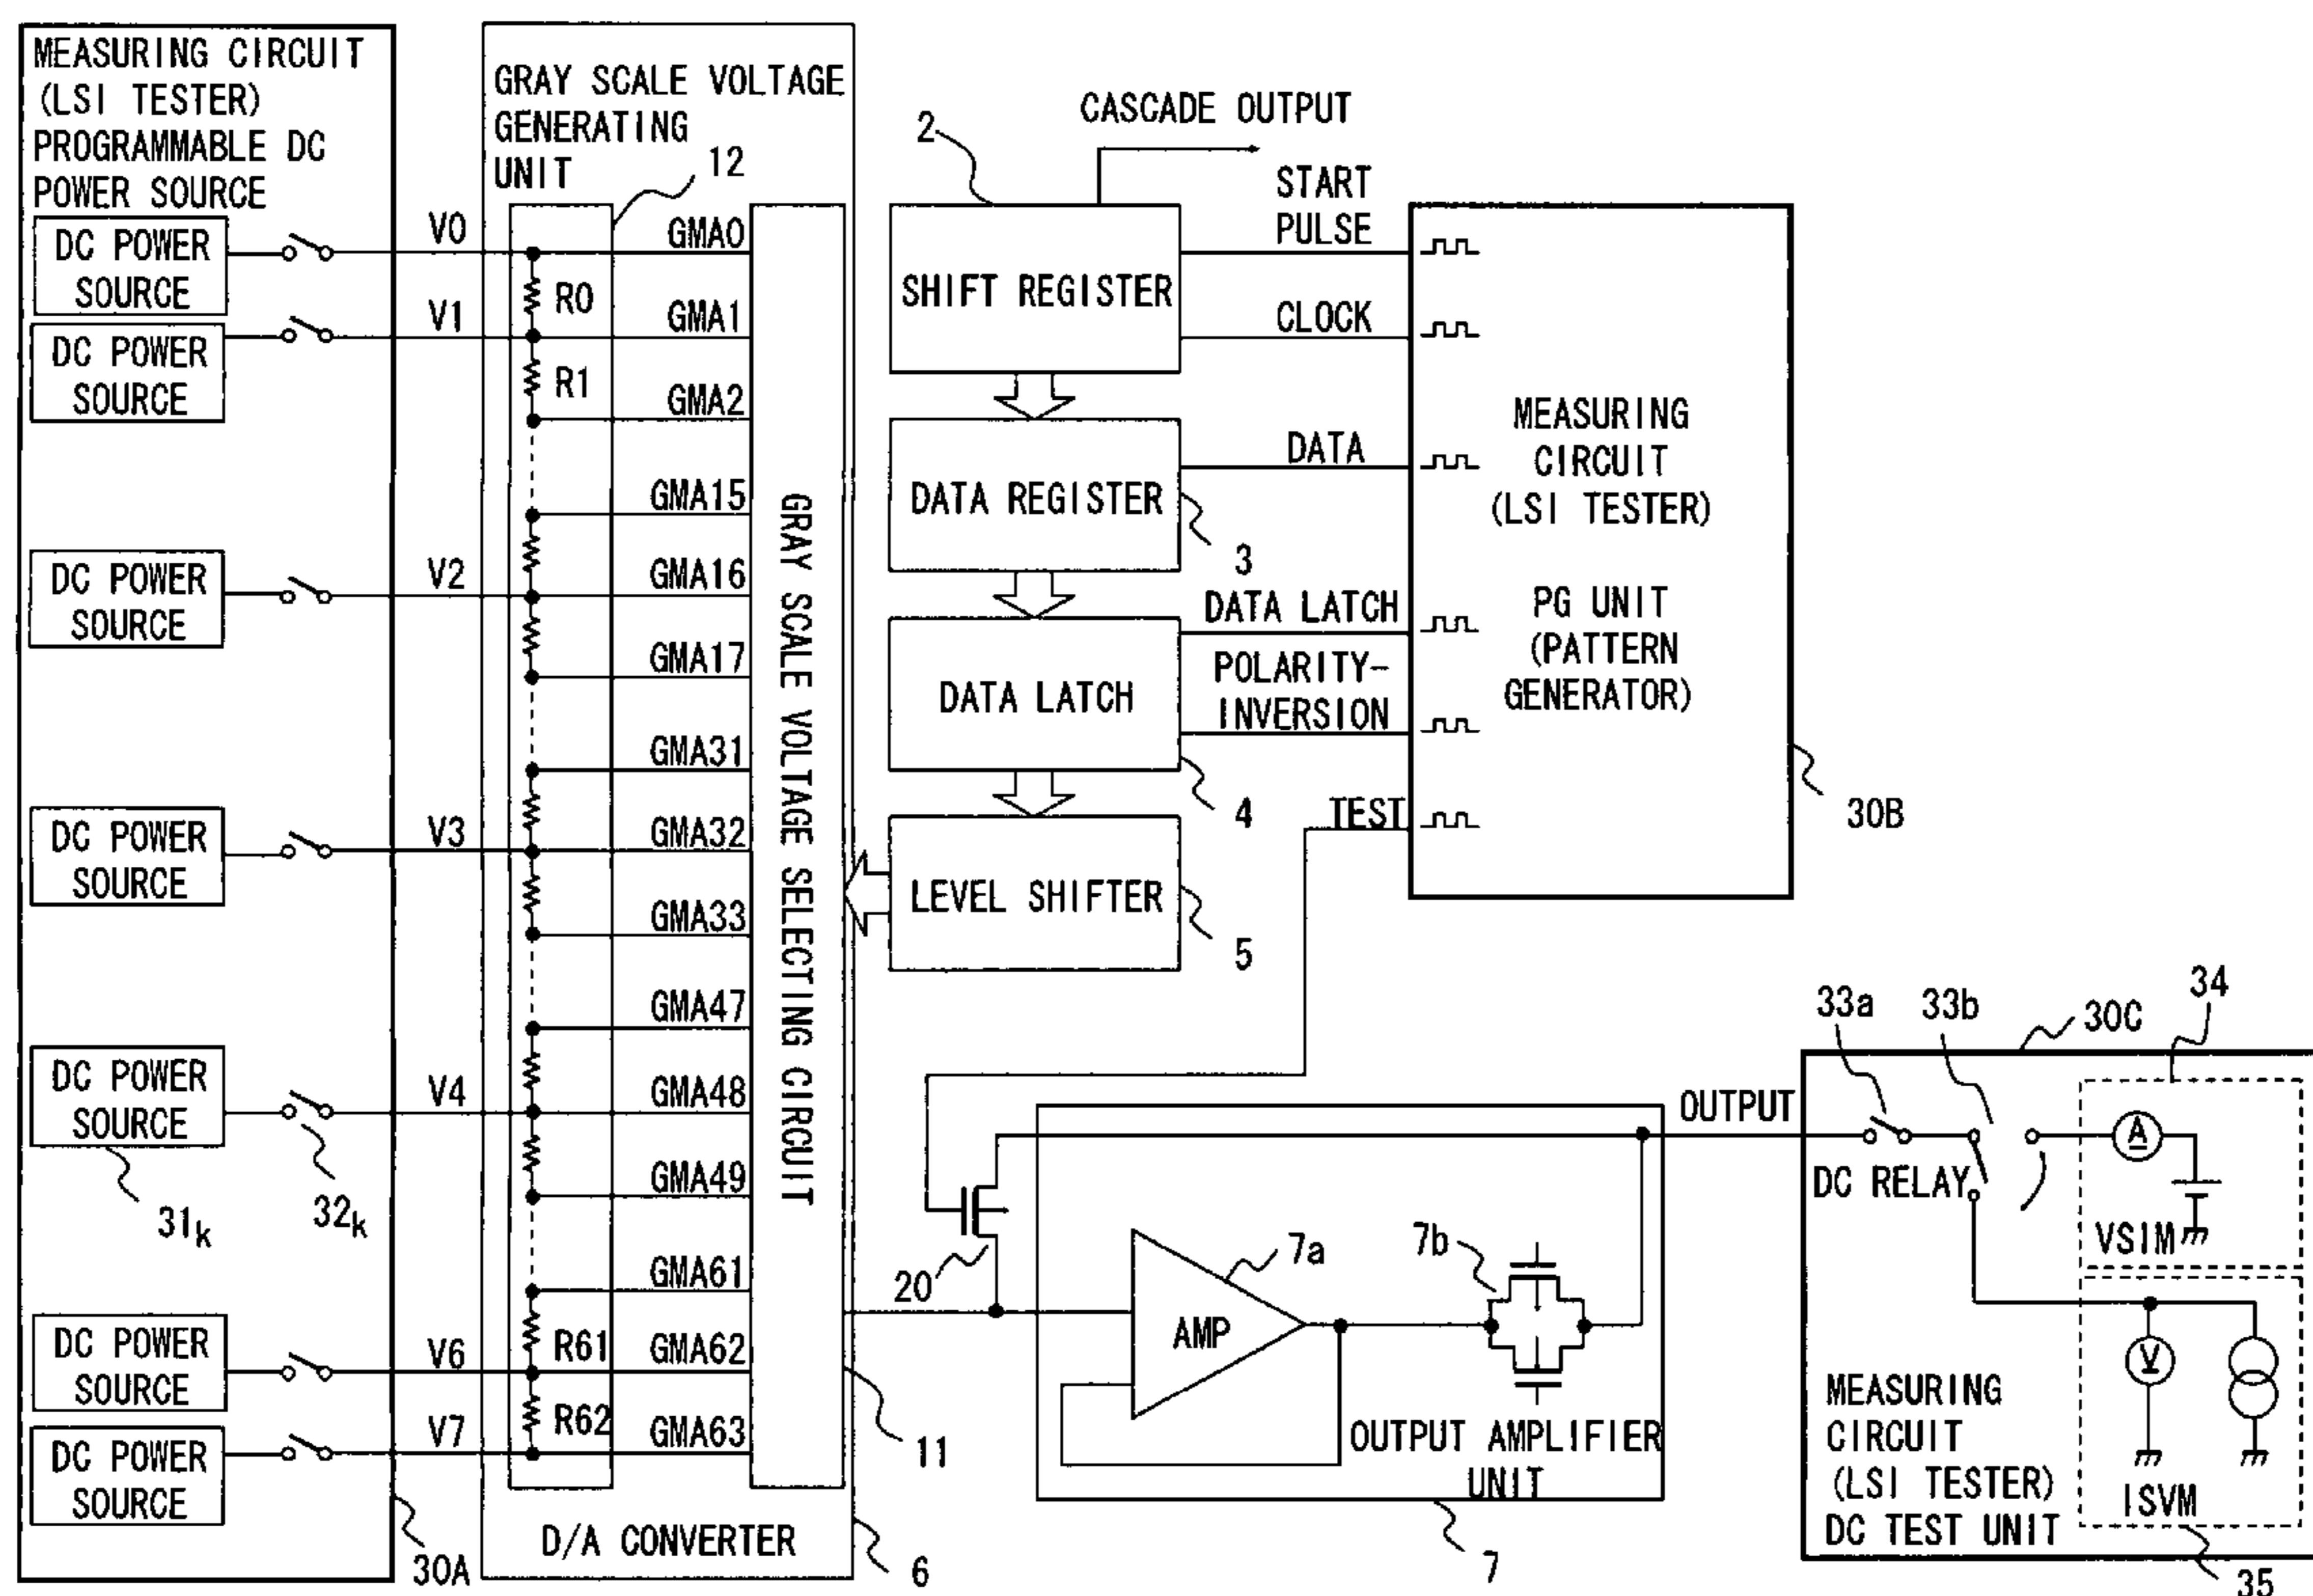 MEASURING CIRCUIT
(LSI TESTER)
PROGRAMMABLE DC
POWER SOURCE
DC POWER
SOURCE
DC POWER
SOURCE
DC POWER
SOURCE
DC POWER
SOURCE
DC POWER
SOURCE
31k
32k
DC POWER
SOURCE
DC POWER
SOURCE
30A
V0
V1
V2
V3
V4
V6
V7
GRAY SCALE VOLTAGE
GENERATING
UNIT
12
R0
R1
R61
R62
GMA0
GMA1
GMA2
GMA15
GMA16
GMA17
GMA31
GMA32
GMA33
GMA47
GMA48
GMA49
GMA61
GMA62
GMA63
GRAY SCALE VOLTAGE SELECTING CIRCUIT
11
D/A CONVERTER
6
CASCADE OUTPUT
2
SHIFT REGISTER
START
PULSE
CLOCK
DATA REGISTER
3
DATA
DATA LATCH
4
DATA LATCH
POLARITY-
INVERSION
LEVEL SHIFTER
5
TEST
MEASURING
CIRCUIT
(LSI TESTER)
PG UNIT
(PATTERN
GENERATOR)
30B
20
AMP
7a
7b
OUTPUT AMPLIFIER
UNIT
7
OUTPUT
33a
33b
34
30C
DC RELAY
A
VSIM
V
ISVM
MEASURING
CIRCUIT
(LSI TESTER)
DC TEST UNIT
35